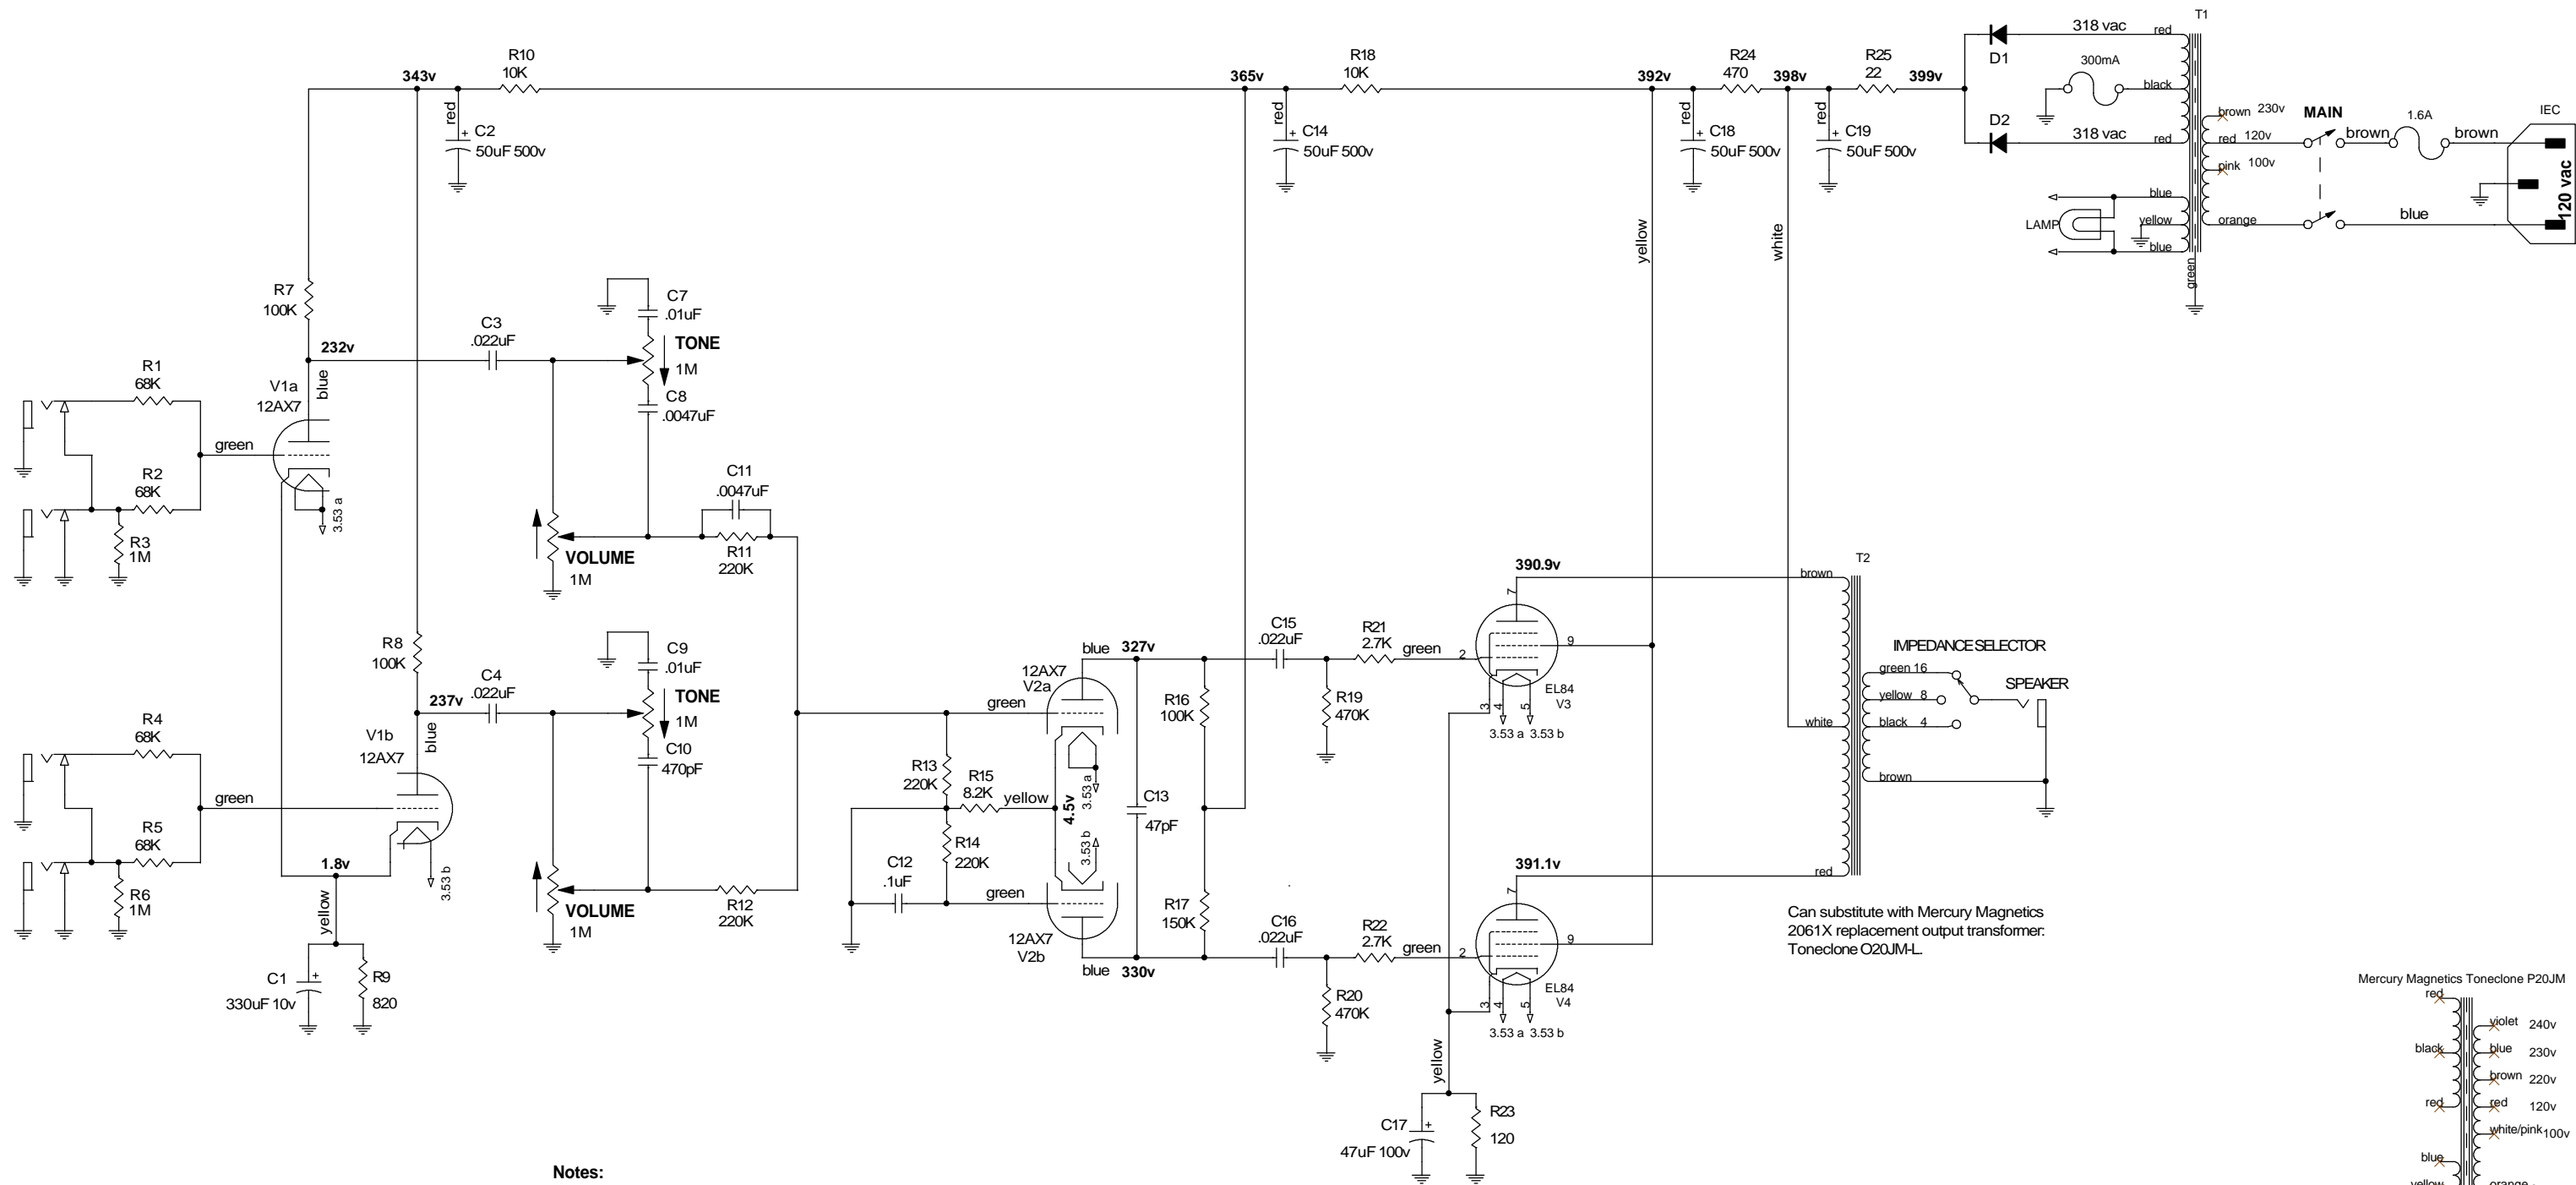 T1
R10
10K
343v
red
C2
50uF 500v
365v
R18
10K
red
C14
50uF 500v
392v
R24
470
398v
R25
22
399v
red
C18
50uF 500v
red
C19
50uF 500v
D1
D2
318 vac
red
300mA
black
318 vac
red
brown 230v
red 120v
pink 100v
orange
MAIN
brown
1.6A
brown
IEC
120 vac
blue
blue
yellow
blue
LAMP
green
yellow
white
R7
100K
232v
blue
C3
.022uF
C7
.01uF
TONE
1M
C8
.0047uF
R1
68K
V1a
12AX7
green
R2
68K
R3
1M
3.53 a
C11
.0047uF
R11
220K
VOLUME
1M
R8
100K
237v
blue
C4
.022uF
C9
.01uF
TONE
1M
C10
470pF
R4
68K
V1b
12AX7
green
R5
68K
R6
1M
1.8v
3.53 b
yellow
C1
330uF 10v
R9
820
VOLUME
1M
R12
220K
12AX7
V2a
green
blue 327v
R13
220K
R15
8.2K
yellow
4.5v
3.53 a
3.53 b
R14
220K
C12
.1uF
green
12AX7
V2b
blue 330v
C13
47pF
R16
100K
R17
150K
C15
.022uF
R21
2.7K
green
R19
470K
2
7
9
3
4
5
EL84
V3
3.53 a 3.53 b
390.9v
C16
.022uF
R22
2.7K
green
R20
470K
2
7
9
3
4
5
EL84
V4
3.53 a 3.53 b
391.1v
yellow
C17
47uF 100v
R23
120
T2
brown
white
red
IMPEDANCE SELECTOR
green 16
yellow 8
black 4
brown
SPEAKER
Can substitute with Mercury Magnetics
2061X replacement output transformer:
Toneclone O20JM-L.
Mercury Magnetics Toneclone P20JM
red
black
red
blue
yellow
violet 240v
blue 230v
brown 220v
red 120v
white/pink 100v
orange
Notes: